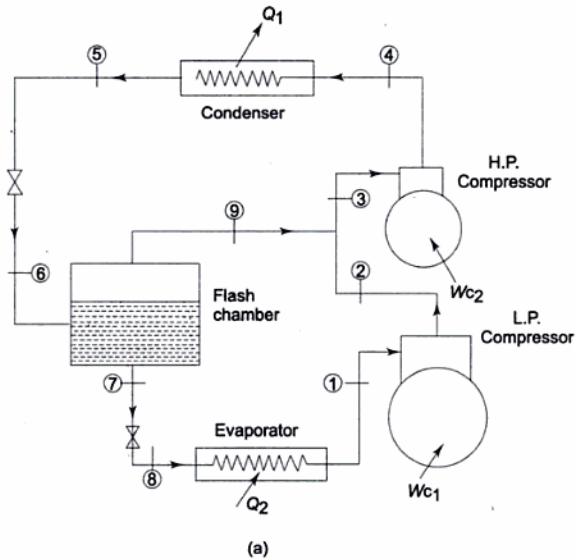 Q1
⑤
④
Condenser
H.P.
Compressor
③
⑨
⑥
②
Wc2
Flash
chamber
L.P.
Compressor
⑦
①
Evaporator
⑧
Q2
Wc1
(a)